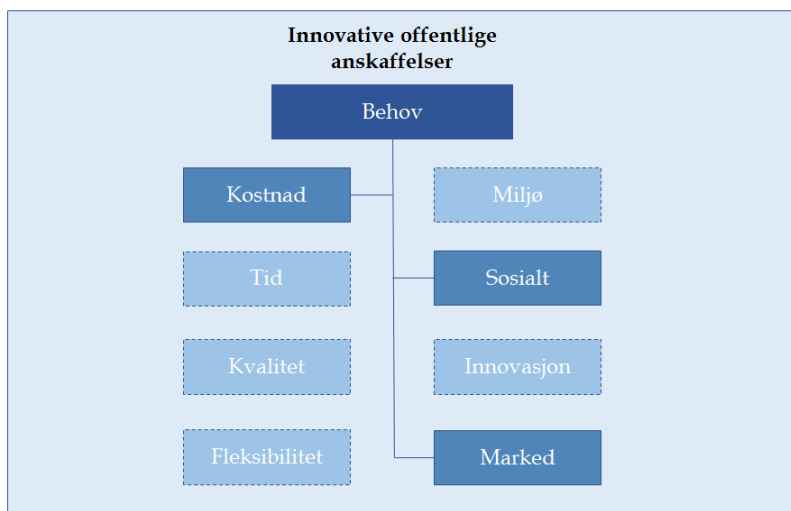 Innovative offentlige
anskaffelser
Behov
Kostnad
Miljø
Tid
Sosialt
Kvalitet
Innovasjon
Fleksibilitet
Marked